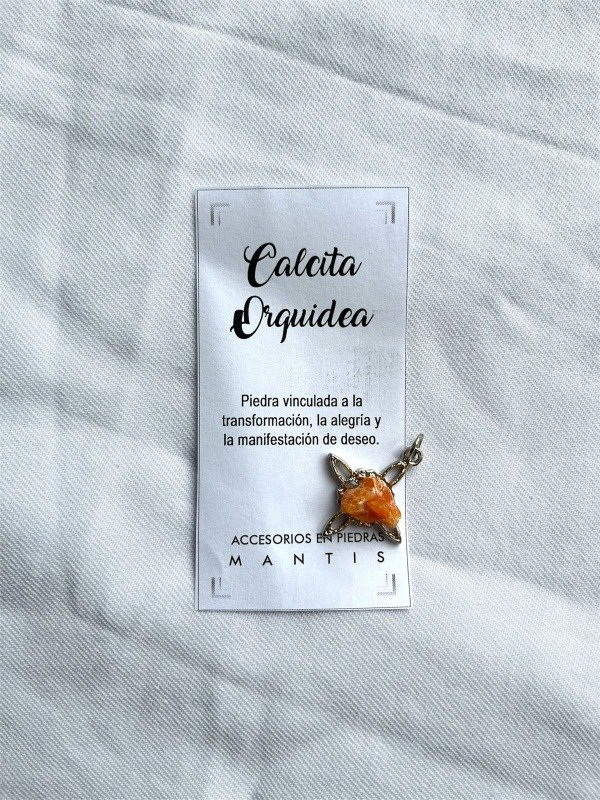 Calcita
Orquidea
Piedra vinculada a la
transformación, la alegría y
la manifestación de deseo.
ACCESORIOS EN PIEDRAS
MANTIS